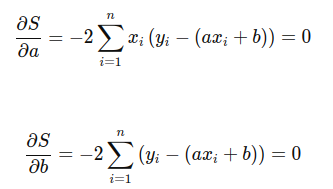 ∂S/∂a = −2 ∑_{i=1}^{n} x_i (y_i − (ax_i + b)) = 0
∂S/∂b = −2 ∑_{i=1}^{n} (y_i − (ax_i + b)) = 0